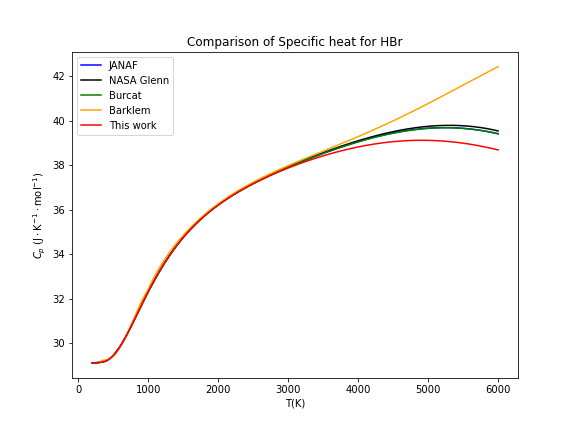 Comparison of Specific heat for HBr
JANAF
NASA Glenn
Burcat
Barklem
This work
42
40
38
36
34
32
30
C_p (J · K⁻¹ · mol⁻¹)
0 1000 2000 3000 4000 5000 6000
T(K)